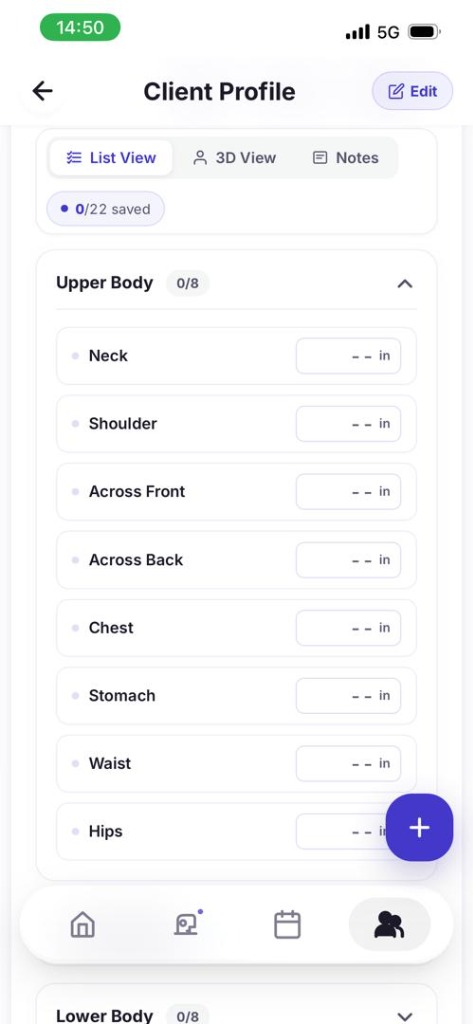 14:50
5G
Client Profile
Edit
List View
3D View
Notes
0/22 saved
Upper Body 0/8
Neck -- in
Shoulder -- in
Across Front -- in
Across Back -- in
Chest -- in
Stomach -- in
Waist -- in
Hips --
Lower Body 0/8